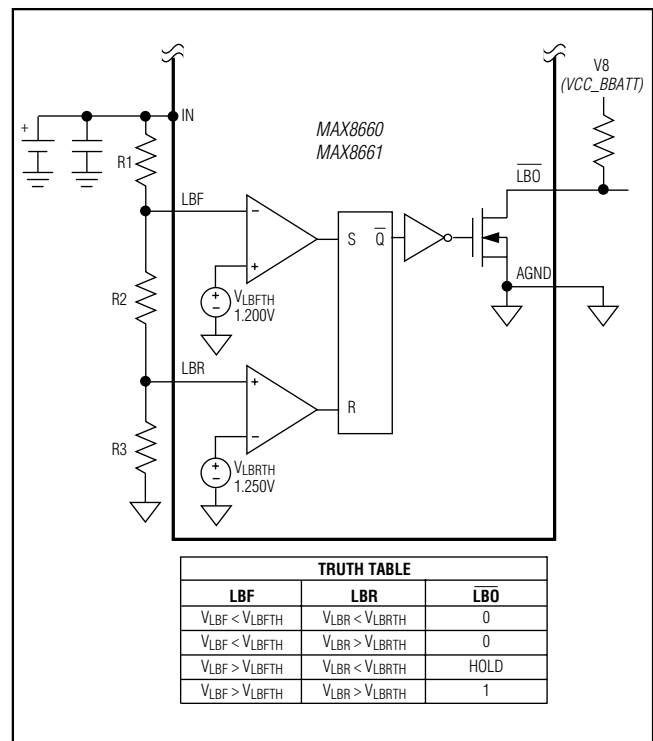 V8
(VCC_BBATT)
IN
+
MAX8660
MAX8661
R1
LBO
LBF
−
S Q
+
AGND
VLBFTH
1.200V
R2
LBR
+
R
−
R3
VLBRTH
1.250V
TRUTH TABLE
LBF LBR LBO
VLBF < VLBFTH VLBR < VLBRTH 0
VLBF < VLBFTH VLBR > VLBRTH 0
VLBF > VLBFTH VLBR < VLBRTH HOLD
VLBF > VLBFTH VLBR > VLBRTH 1